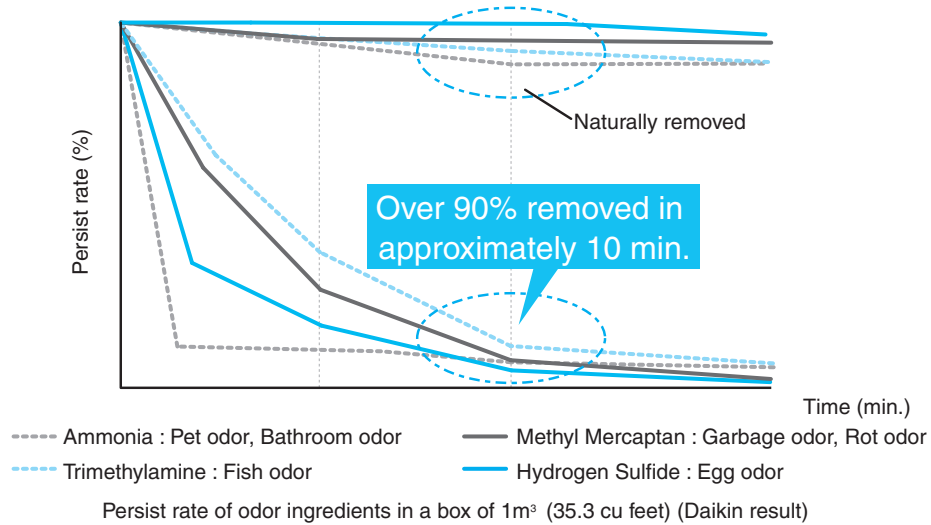 Persist rate (%)
Naturally removed
Over 90% removed in
approximately 10 min.
Time (min.)
Ammonia : Pet odor, Bathroom odor
Methyl Mercaptan : Garbage odor, Rot odor
Trimethylamine : Fish odor
Hydrogen Sulfide : Egg odor
Persist rate of odor ingredients in a box of 1m³ (35.3 cu feet) (Daikin result)